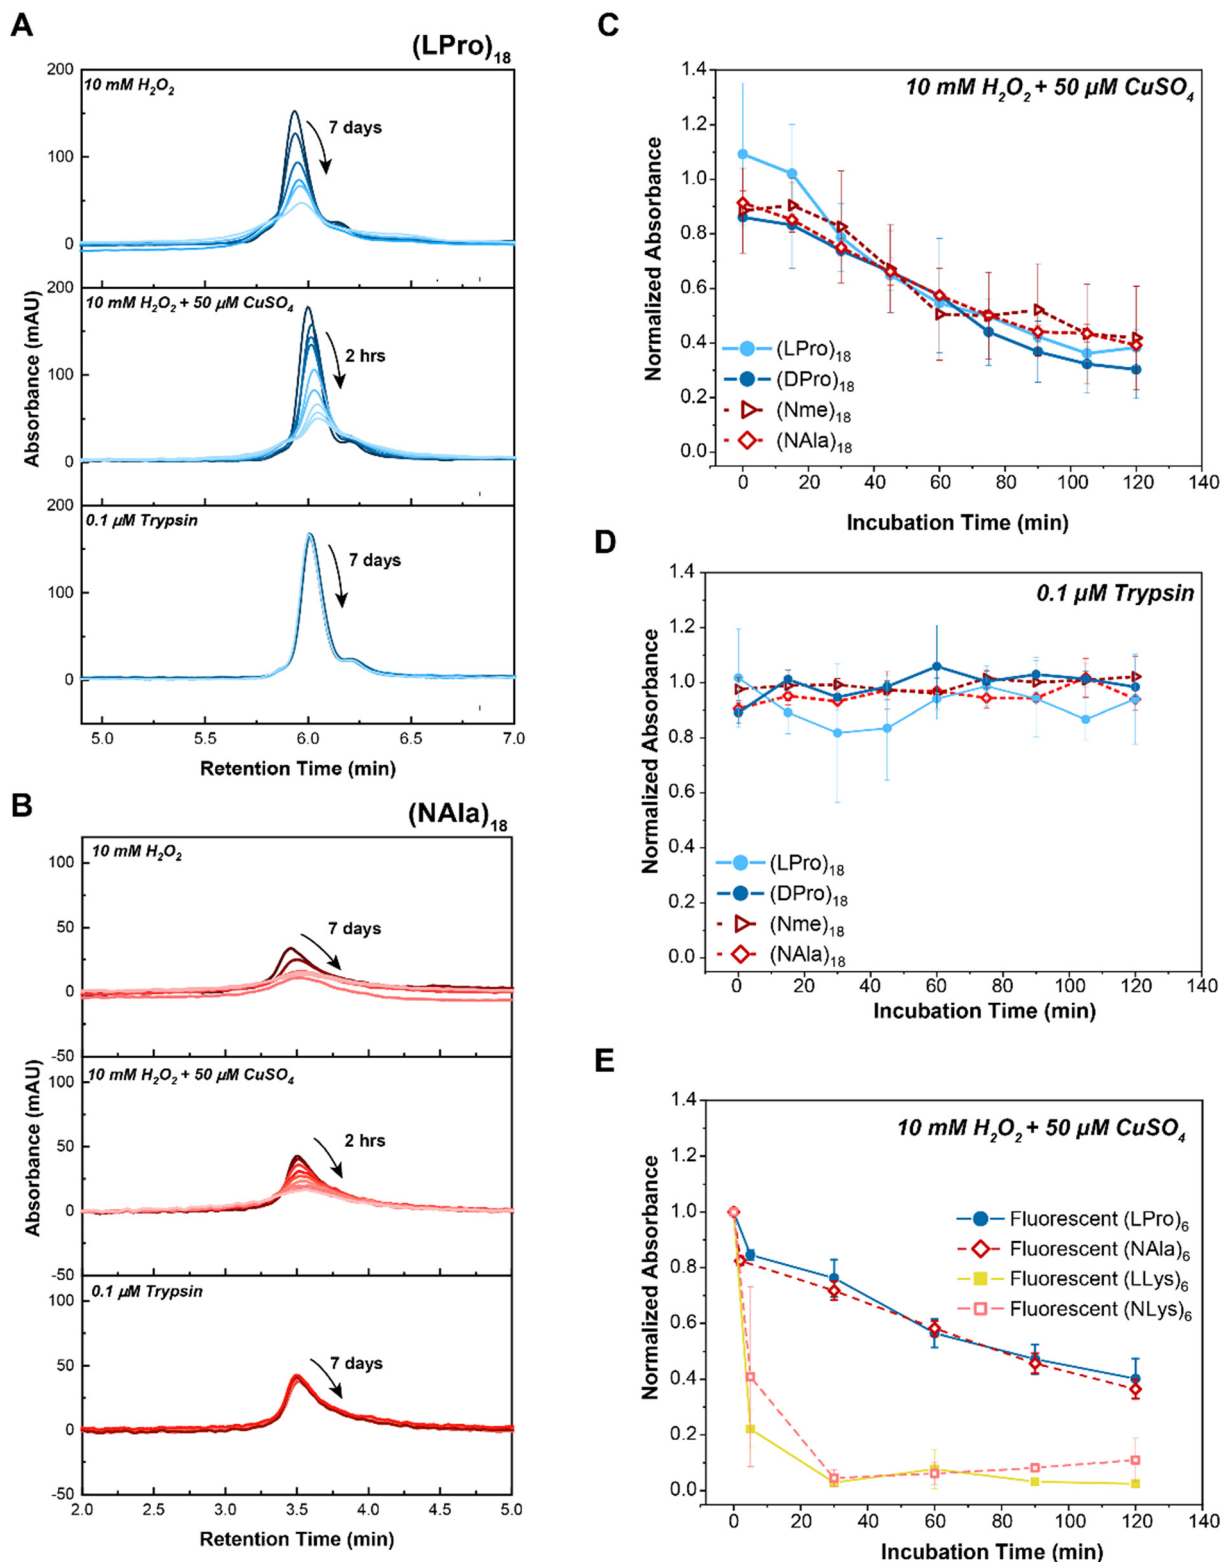 A
(LPro)18
200
10 mM H2O2
7 days
100
0
200
10 mM H2O2 + 50 µM CuSO4
2 hrs
100
0
200
0.1 µM Trypsin
7 days
100
0
Absorbance (mAU)
5.0 5.5 6.0 6.5 7.0
Retention Time (min)
B
(NAla)18
10 mM H2O2
100
7 days
50
0
-50
10 mM H2O2 + 50 µM CuSO4
100
2 hrs
50
0
-50
0.1 µM Trypsin
100
7 days
50
0
-50
Absorbance (mAU)
2.0 2.5 3.0 3.5 4.0 4.5 5.0
Retention Time (min)
C
10 mM H2O2 + 50 µM CuSO4
1.4
1.2
1.0
0.8
0.6
0.4
0.2
0.0
Normalized Absorbance
(LPro)18
(DPro)18
(Nme)18
(NAla)18
0 20 40 60 80 100 120 140
Incubation Time (min)
D
0.1 µM Trypsin
1.4
1.2
1.0
0.8
0.6
0.4
0.2
0.0
Normalized Absorbance
(LPro)18
(DPro)18
(Nme)18
(NAla)18
0 20 40 60 80 100 120 140
Incubation Time (min)
E
10 mM H2O2 + 50 µM CuSO4
1.4
1.2
1.0
0.8
0.6
0.4
0.2
0.0
Normalized Absorbance
Fluorescent (LPro)6
Fluorescent (NAla)6
Fluorescent (LLys)6
Fluorescent (NLys)6
0 20 40 60 80 100 120 140
Incubation Time (min)